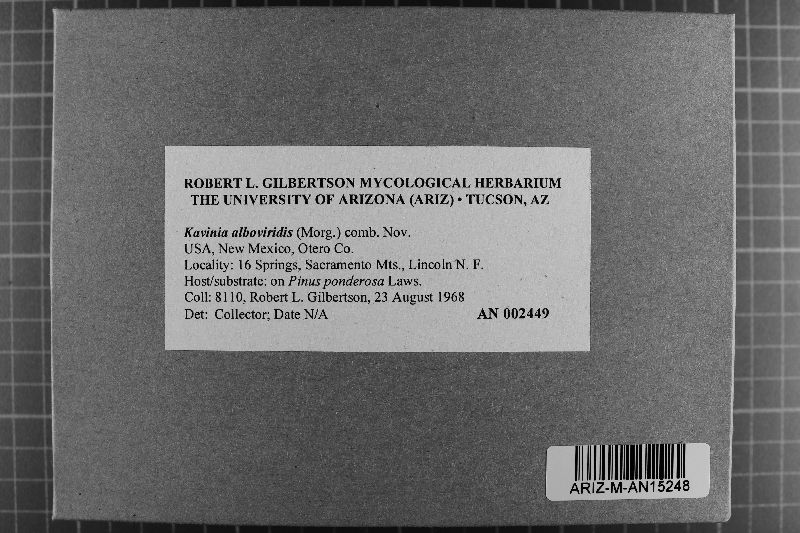 ROBERT L. GILBERTSON MYCOLOGICAL HERBARIUM
THE UNIVERSITY OF ARIZONA (ARIZ) • TUCSON, AZ
Kavinia alboviridis (Morg.) comb. Nov.
USA, New Mexico, Otero Co.
Locality: 16 Springs, Sacramento Mts., Lincoln N. F.
Host/substrate: on Pinus ponderosa Laws.
Coll: 8110, Robert L. Gilbertson, 23 August 1968
Det: Collector; Date N/A AN 002449
ARIZ-M-AN15248